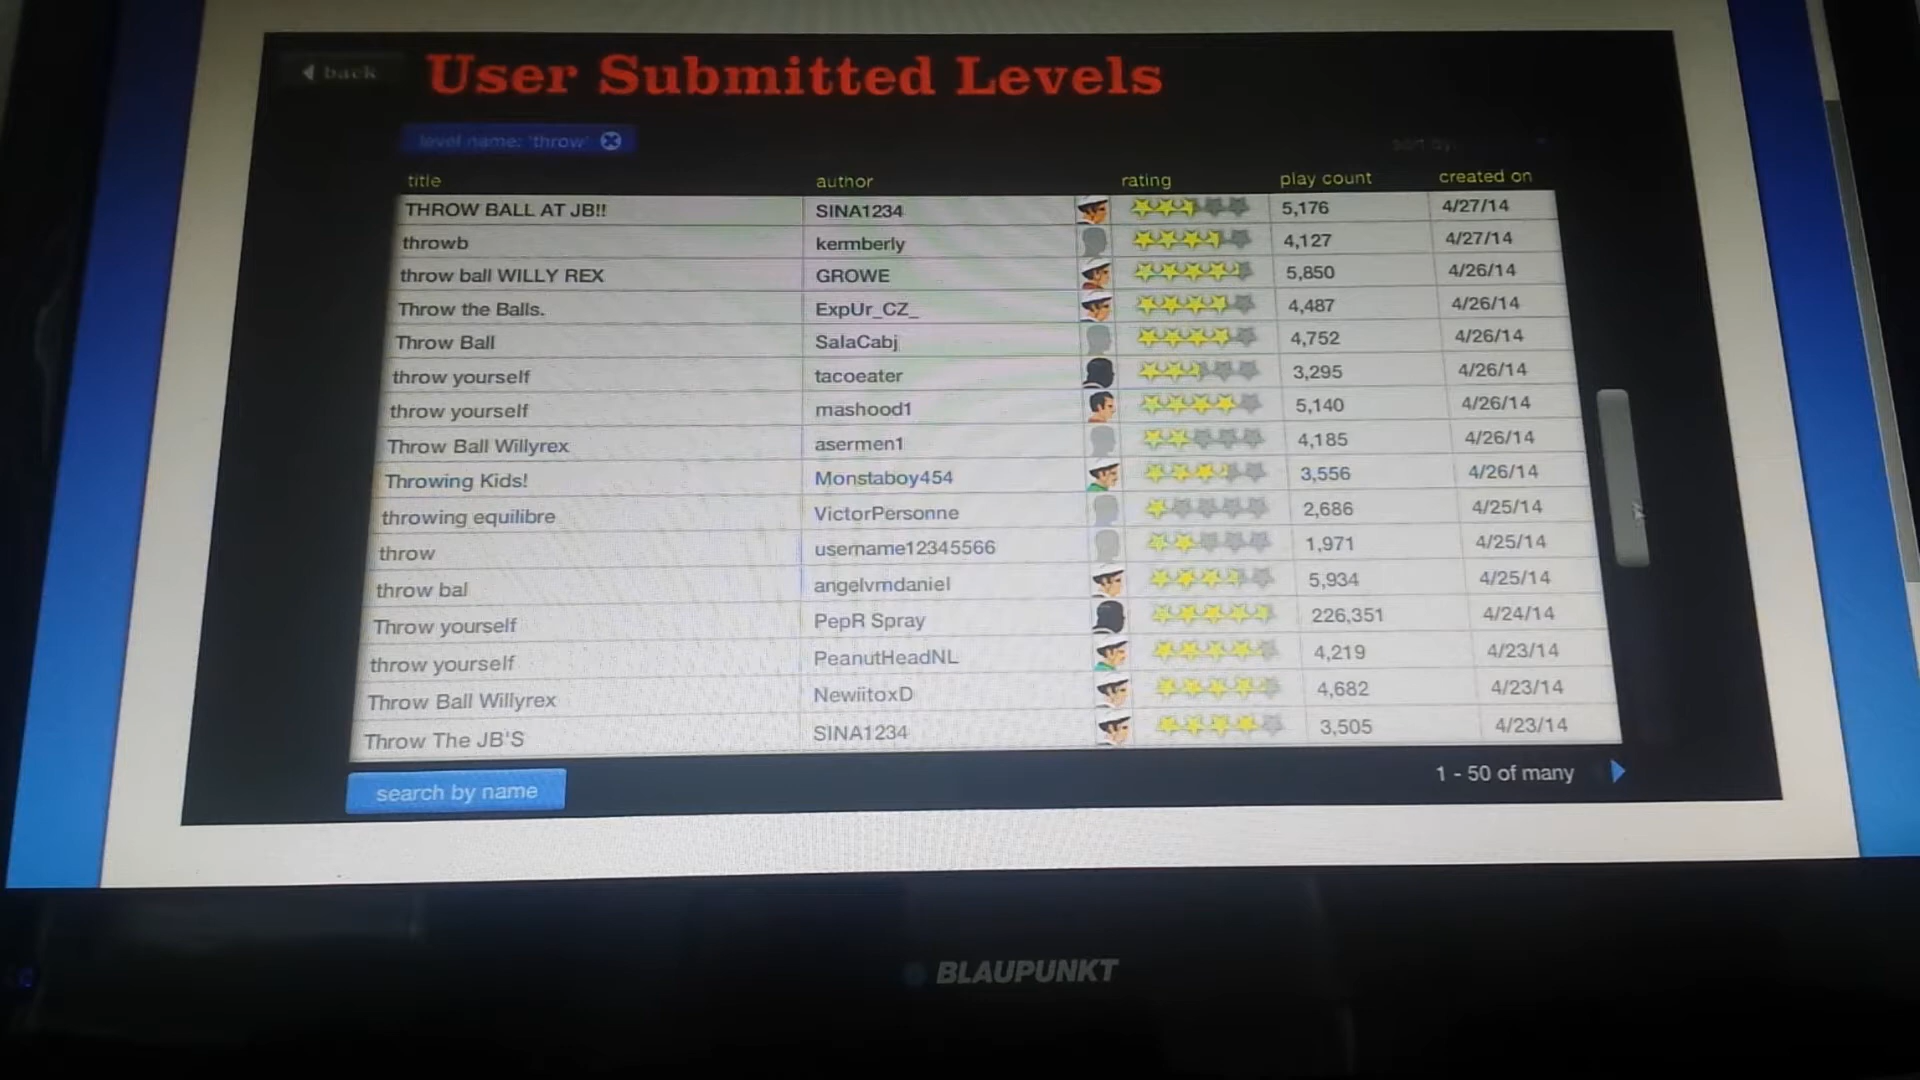 back
User Submitted Levels
level name: 'throw'
sort by:
title author rating play count created on
THROW BALL AT JB!! SINA1234 5,176 4/27/14
throwb kermberly 4,127 4/27/14
throw ball WILLY REX GROWE 5,850 4/26/14
Throw the Balls. ExpUr_CZ_ 4,487 4/26/14
Throw Ball SalaCabj 4,752 4/26/14
throw yourself tacoeater 3,295 4/26/14
throw yourself mashood1 5,140 4/26/14
Throw Ball Willyrex asermen1 4,185 4/26/14
Throwing Kids! Monstaboy454 3,556 4/26/14
throwing equilibre VictorPersonne 2,686 4/25/14
throw username12345566 1,971 4/25/14
throw bal angelvmdaniel 5,934 4/25/14
Throw yourself PepR Spray 226,351 4/24/14
throw yourself PeanutHeadNL 4,219 4/23/14
Throw Ball Willyrex NewiitoxD 4,682 4/23/14
Throw The JB'S SINA1234 3,505 4/23/14
search by name
1 - 50 of many
BLAUPUNKT